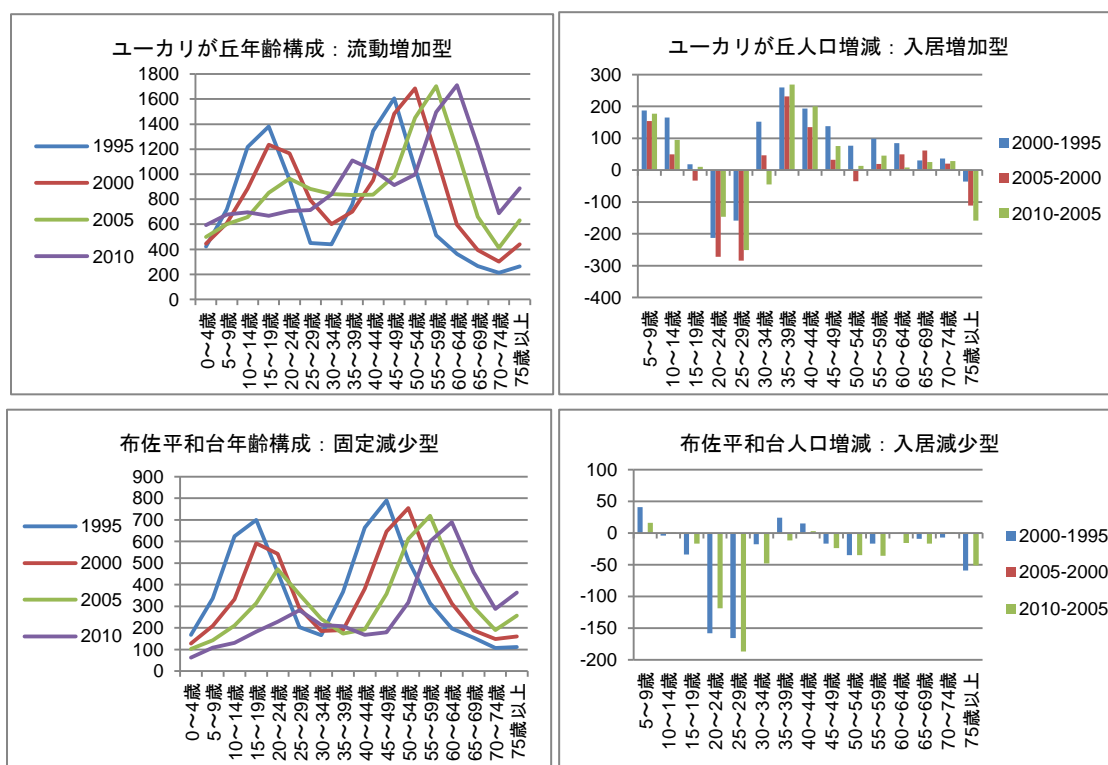 ユーカリが丘年齢構成：流動増加型
1800
1600
1400
1200
1000
800
600
400
200
0
1995
2000
2005
2010
0～4歳
5～9歳
10～14歳
15～19歳
20～24歳
25～29歳
30～34歳
35～39歳
40～44歳
45～49歳
50～54歳
55～59歳
60～64歳
65～69歳
70～74歳
75歳以上
ユーカリが丘人口増減：入居増加型
300
200
100
0
-100
-200
-300
-400
5～9歳
10～14歳
15～19歳
20～24歳
25～29歳
30～34歳
35～39歳
40～44歳
45～49歳
50～54歳
55～59歳
60～64歳
65～69歳
70～74歳
75歳以上
2000-1995
2005-2000
2010-2005
布佐平和台年齢構成：固定減少型
900
800
700
600
500
400
300
200
100
0
1995
2000
2005
2010
0～4歳
5～9歳
10～14歳
15～19歳
20～24歳
25～29歳
30～34歳
35～39歳
40～44歳
45～49歳
50～54歳
55～59歳
60～64歳
65～69歳
70～74歳
75歳以上
布佐平和台人口増減：入居減少型
100
50
0
-50
-100
-150
-200
5～9歳
10～14歳
15～19歳
20～24歳
25～29歳
30～34歳
35～39歳
40～44歳
45～49歳
50～54歳
55～59歳
60～64歳
65～69歳
70～74歳
75歳以上
2000-1995
2005-2000
2010-2005